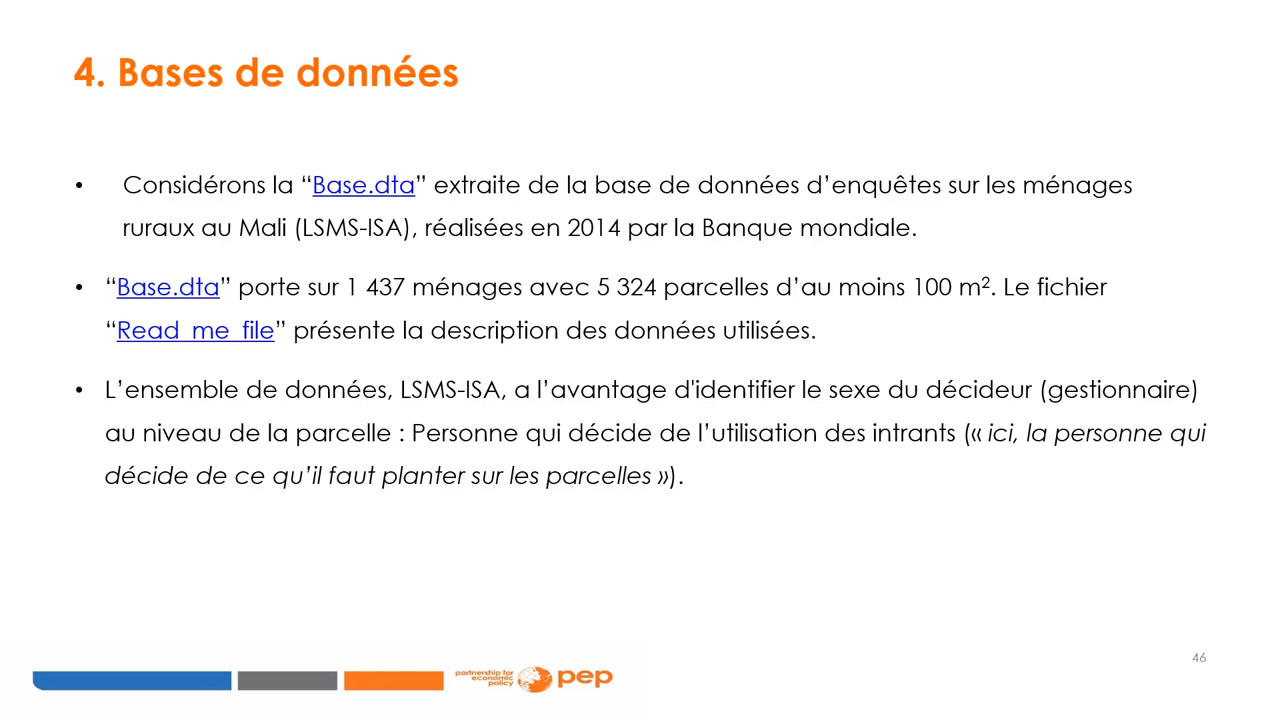 4. Bases de données
• Considérons la “Base.dta” extraite de la base de données d’enquêtes sur les ménages
ruraux au Mali (LSMS-ISA), réalisées en 2014 par la Banque mondiale.
• “Base.dta” porte sur 1 437 ménages avec 5 324 parcelles d’au moins 100 m². Le fichier
“Read_me_file” présente la description des données utilisées.
• L’ensemble de données, LSMS-ISA, a l’avantage d'identifier le sexe du décideur (gestionnaire)
au niveau de la parcelle : Personne qui décide de l’utilisation des intrants (« ici, la personne qui
décide de ce qu’il faut planter sur les parcelles »).
46
partnership for
economic
policy
pep